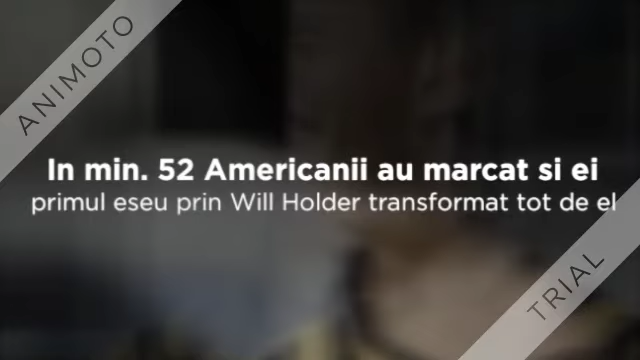 ANIMOTO
In min. 52 Americanii au marcat si ei
primul eseu prin Will Holder transformat tot de el
TRIAL